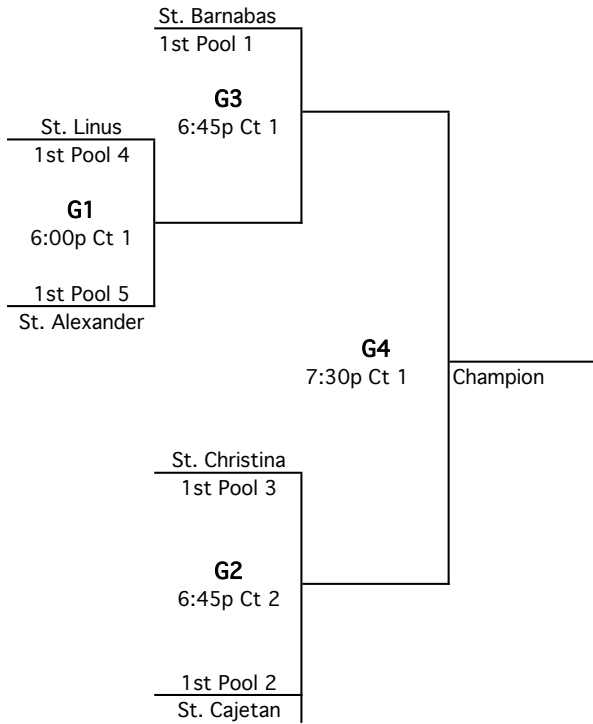 St. Barnabas
1st Pool 1
G3
6:45p Ct 1
St. Linus
1st Pool 4
G1
6:00p Ct 1
1st Pool 5
St. Alexander
G4
7:30p Ct 1
Champion
St. Christina
1st Pool 3
G2
6:45p Ct 2
1st Pool 2
St. Cajetan